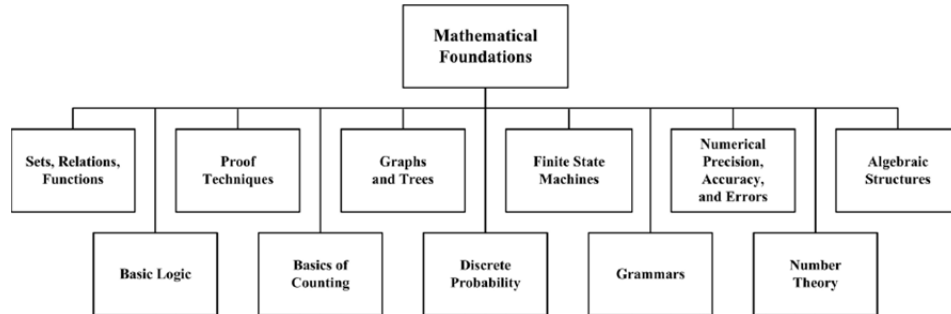 Mathematical
Foundations
Sets, Relations,
Functions
Proof
Techniques
Graphs
and Trees
Finite State
Machines
Numerical
Precision,
Accuracy,
and Errors
Algebraic
Structures
Basic Logic
Basics of
Counting
Discrete
Probability
Grammars
Number
Theory